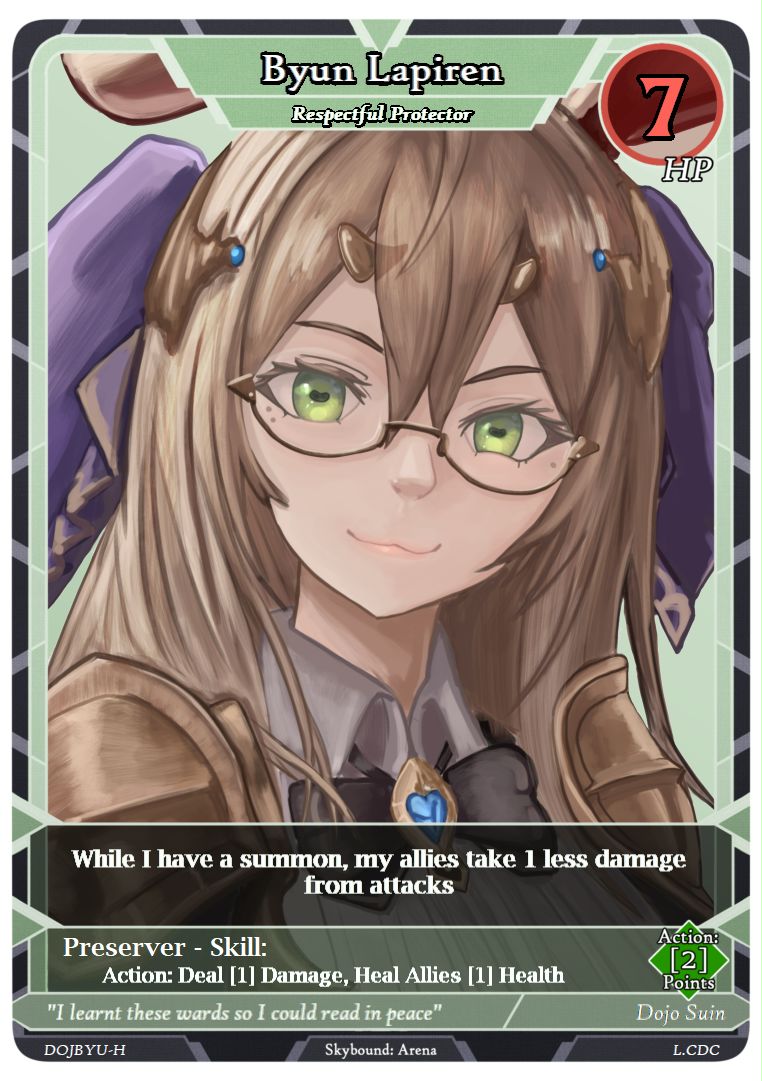 Byun Lapiren
Respectful Protector
7
HP
While I have a summon, my allies take 1 less damage
from attacks
Preserver - Skill:
Action: Deal [1] Damage, Heal Allies [1] Health
Action:
[2]
Points
"I learnt these wards so I could read in peace"
Dojo Suin
DOJBYU-H
Skybound: Arena
L.CDC